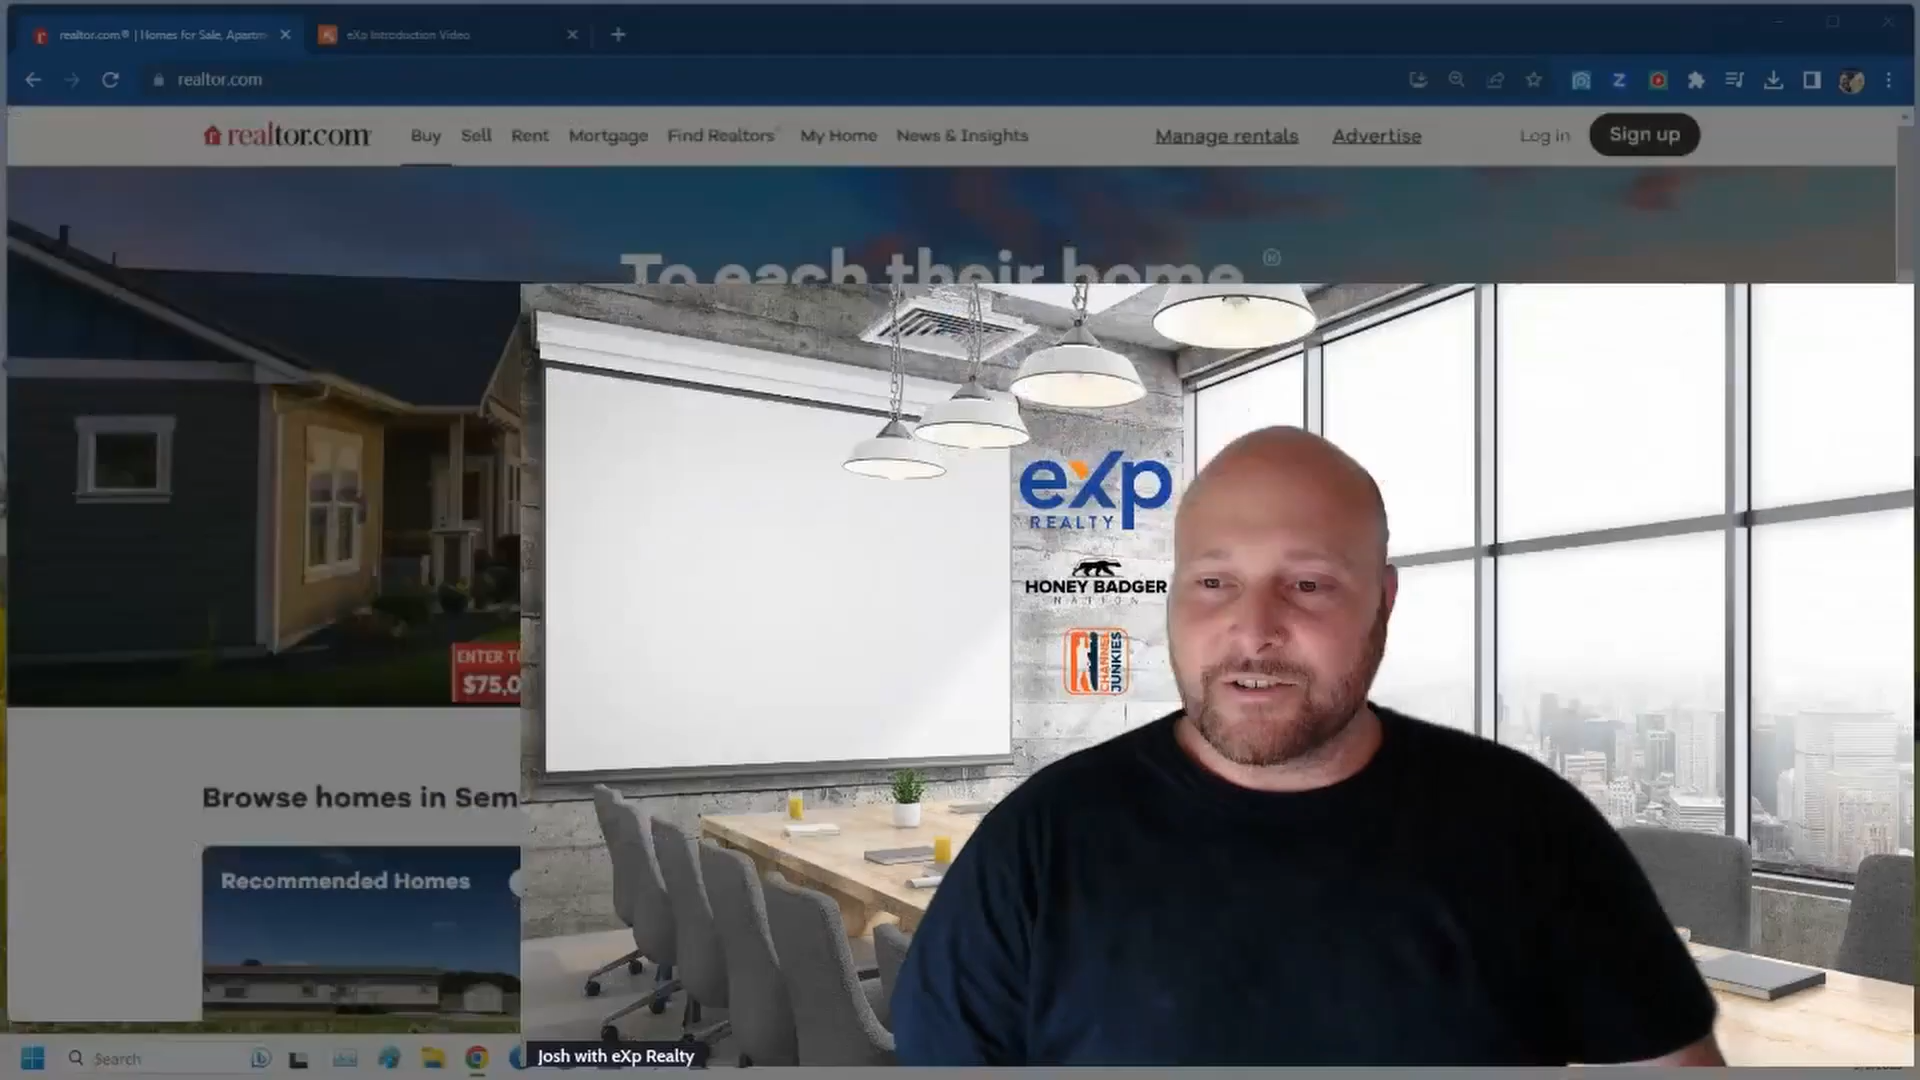 realtor.com® | Homes for Sale, Apartm
eXp Introduction Video
realtor.com
realtor.com
Buy
Sell
Rent
Mortgage
Find Realtors®
My Home
News & Insights
Manage rentals
Advertise
Log in
Sign up
To each their home
eXp
REALTY
HONEY BADGER
NATION
CHANNEL
JUNKIES
ENTER T
$75,0
Browse homes in Sem
Recommended Homes
Search
Josh with eXp Realty